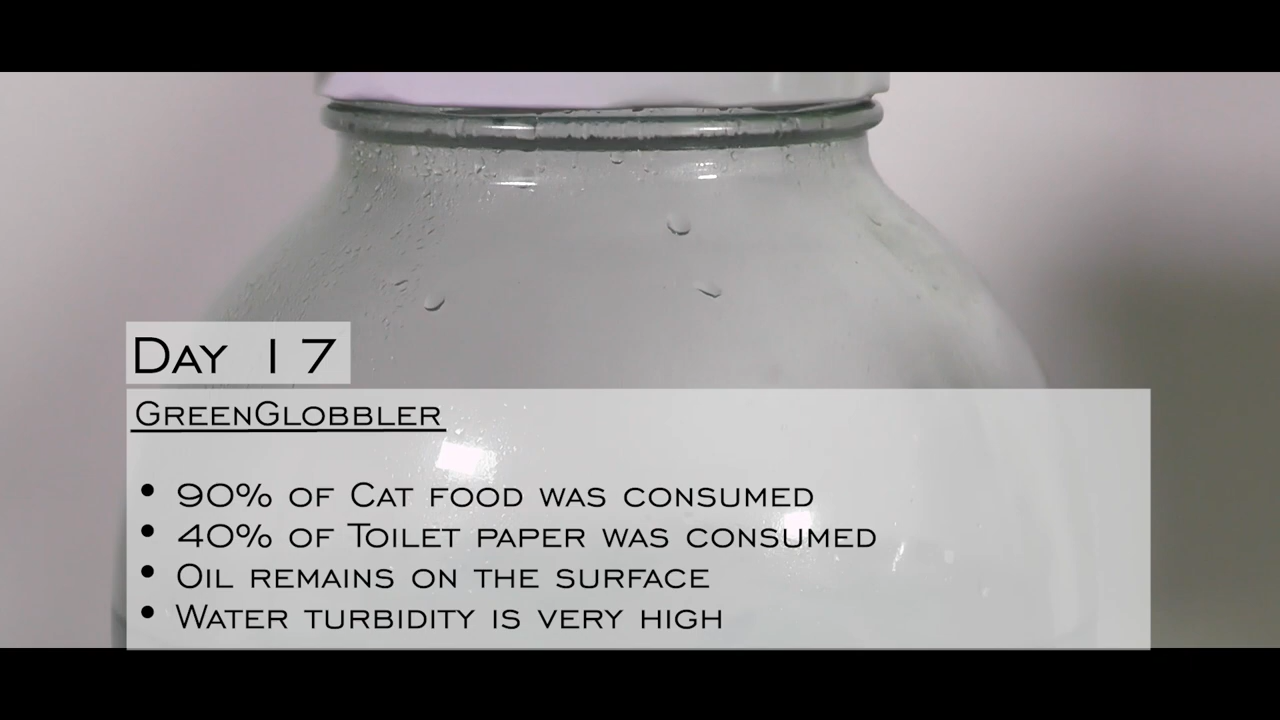 Day 17
GreenGlobbler
• 90% of Cat food was consumed
• 40% of Toilet paper was consumed
• Oil remains on the surface
• Water turbidity is very high